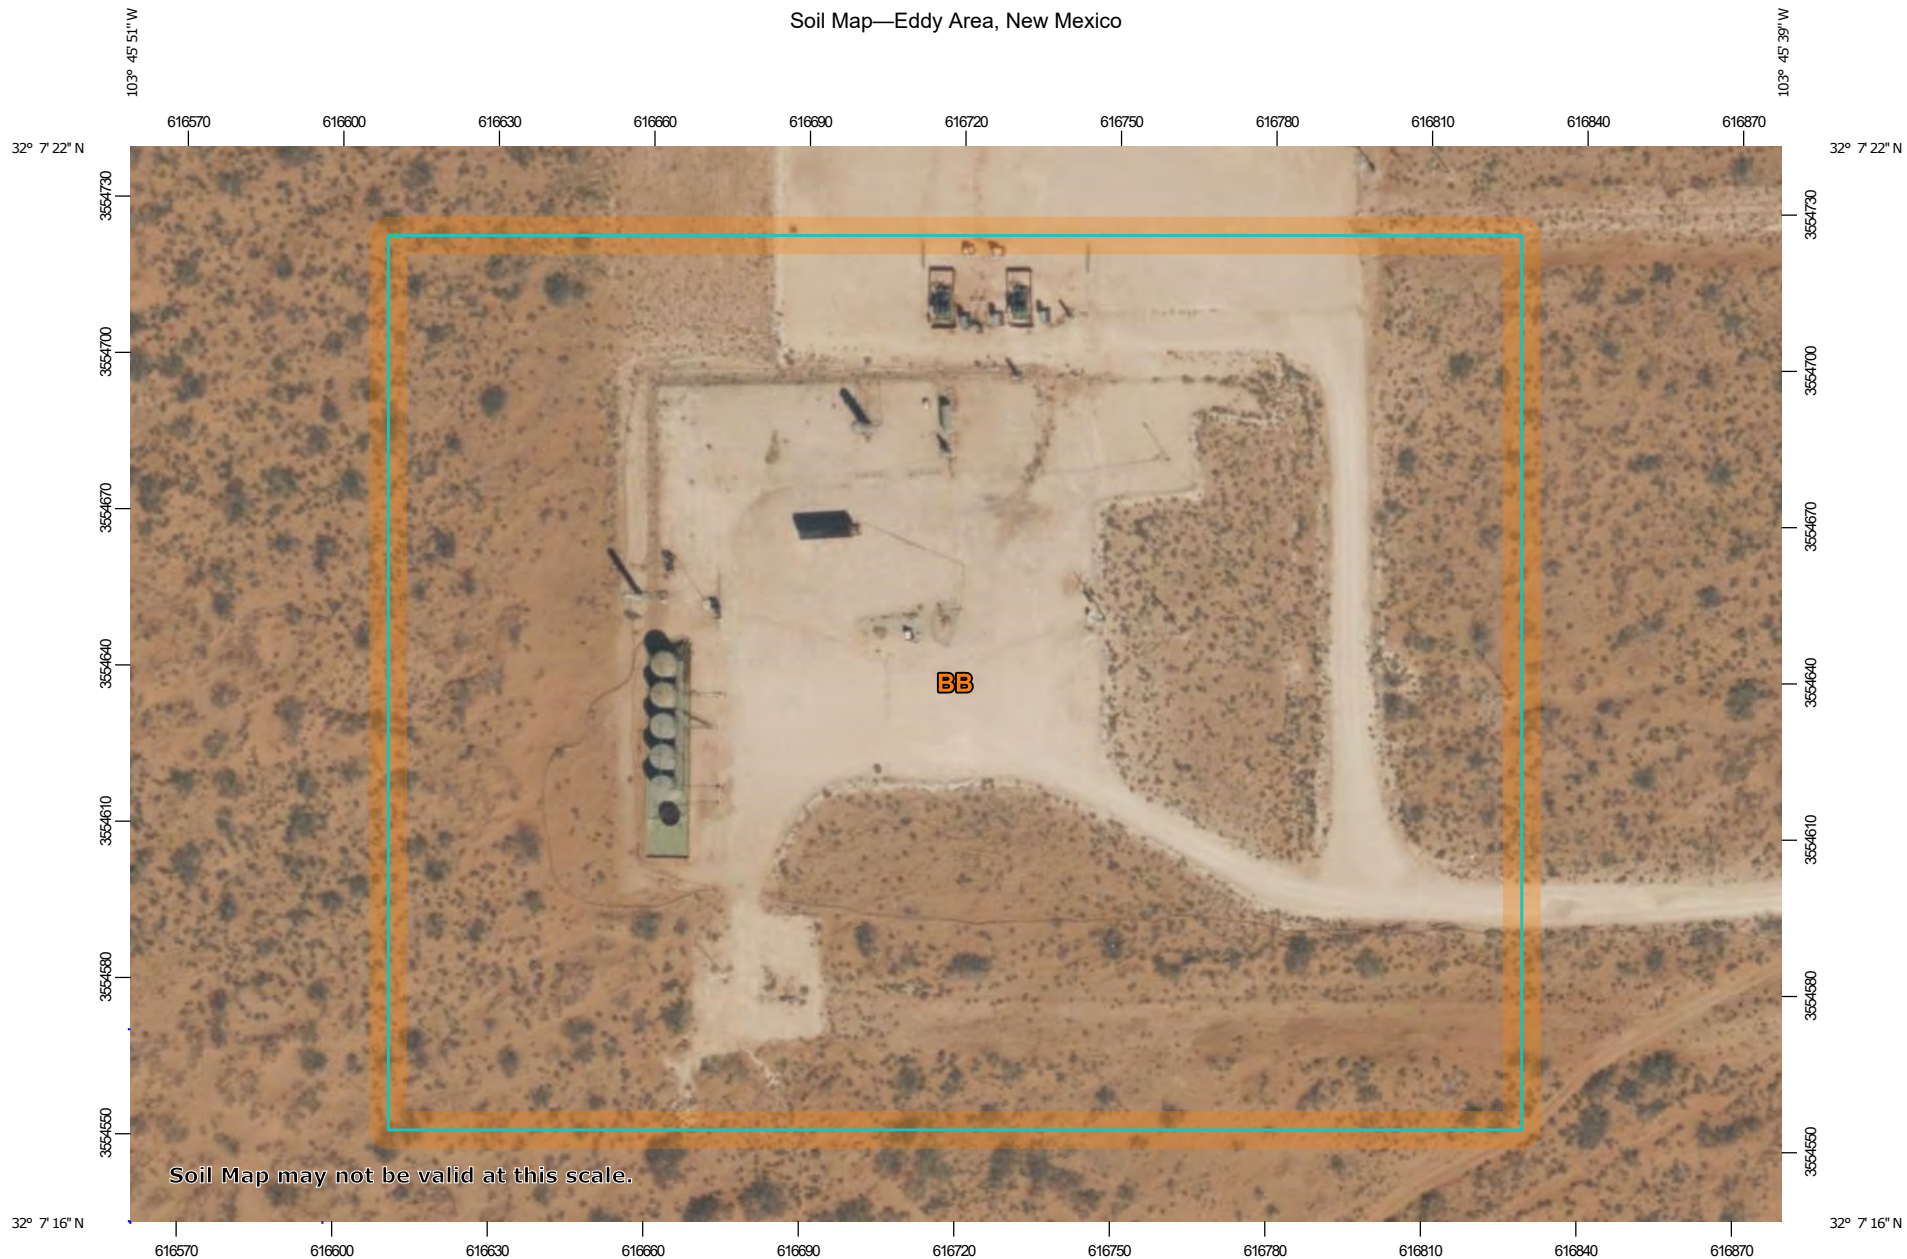 Soil Map—Eddy Area, New Mexico
103° 45' 51'' W
103° 45' 39'' W
616570 616600 616630 616660 616690 616720 616750 616780 616810 616840 616870
32° 7' 22'' N
32° 7' 22'' N
3554730
3554730
3554700
3554700
3554670
3554670
3554640
3554640
BB
3554610
3554610
3554580
3554580
3554550
3554550
Soil Map may not be valid at this scale.
32° 7' 16'' N
32° 7' 16'' N
616570 616600 616630 616660 616690 616720 616750 616780 616810 616840 616870